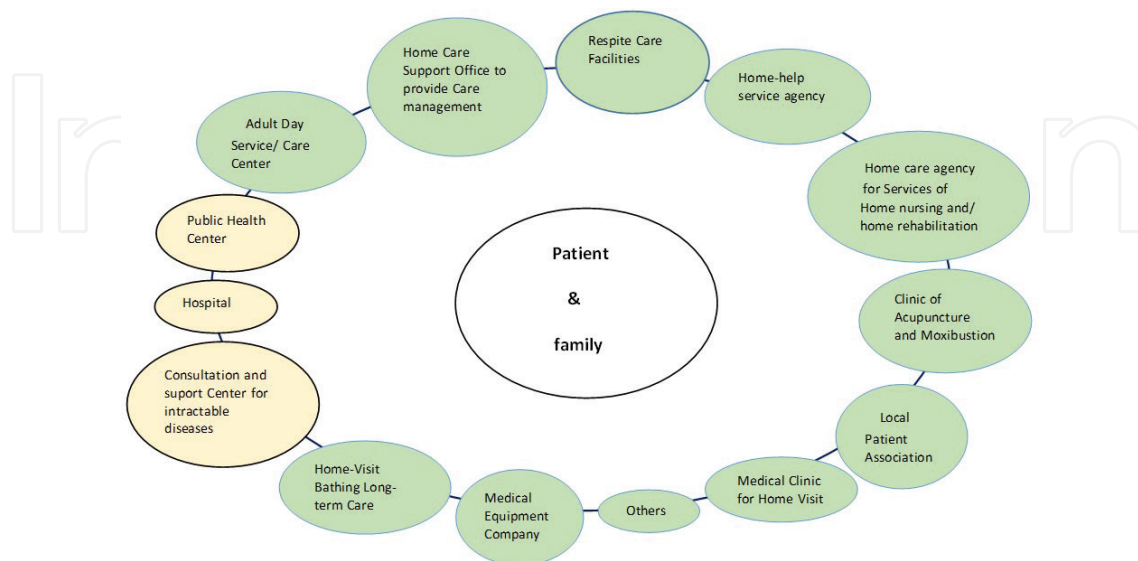 Respite Care
Facilities
Home Care
Support Office to
provide Care
management
Home-help
service agency
Adult Day
Service/ Care
Center
Home care agency
for Services of
Home nursing and/
home rehabilitation
Public Health
Center
Patient
&
family
Hospital
Clinic of
Acupuncture
and Moxibustion
Consultation and
suport Center for
intractable
diseases
Local
Patient
Association
Home-Visit
Bathing Long-
term Care
Medical Clinic
for Home Visit
Medical
Equipment
Company
Others